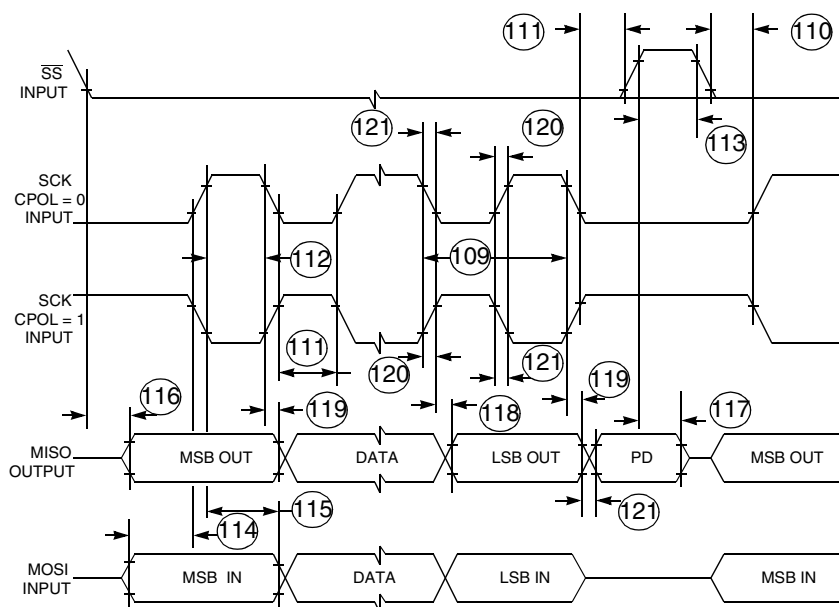 111
110
SS
INPUT
121
120
113
SCK
CPOL = 0
INPUT
112
109
SCK
CPOL = 1
INPUT
111
120
121
116
119
118
119
117
MISO
OUTPUT
MSB OUT
DATA
LSB OUT
PD
MSB OUT
114
115
121
MOSI
INPUT
MSB IN
DATA
LSB IN
MSB IN